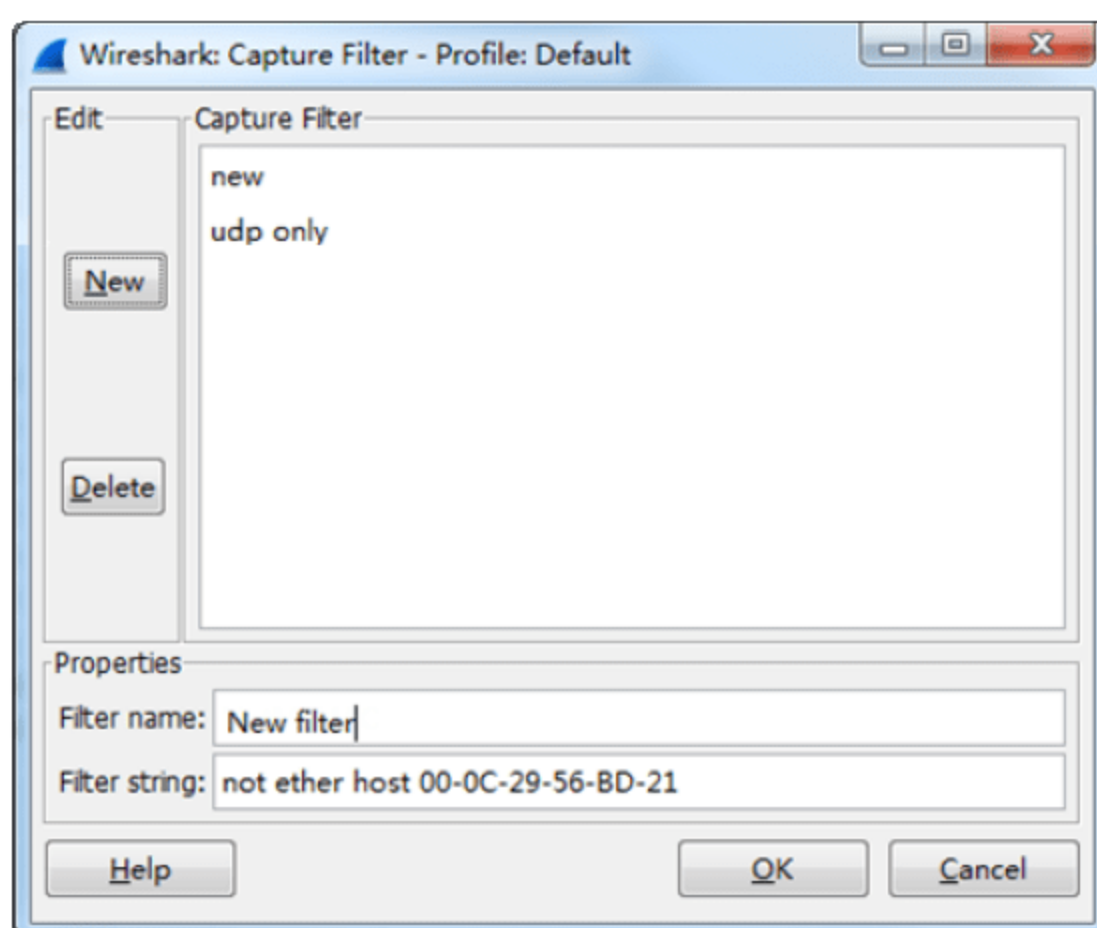 Wireshark: Capture Filter - Profile: Default
Edit
Capture Filter
new
udp only
New
Delete
Properties
Filter name: New filter
Filter string: not ether host 00-0C-29-56-BD-21
Help
OK
Cancel